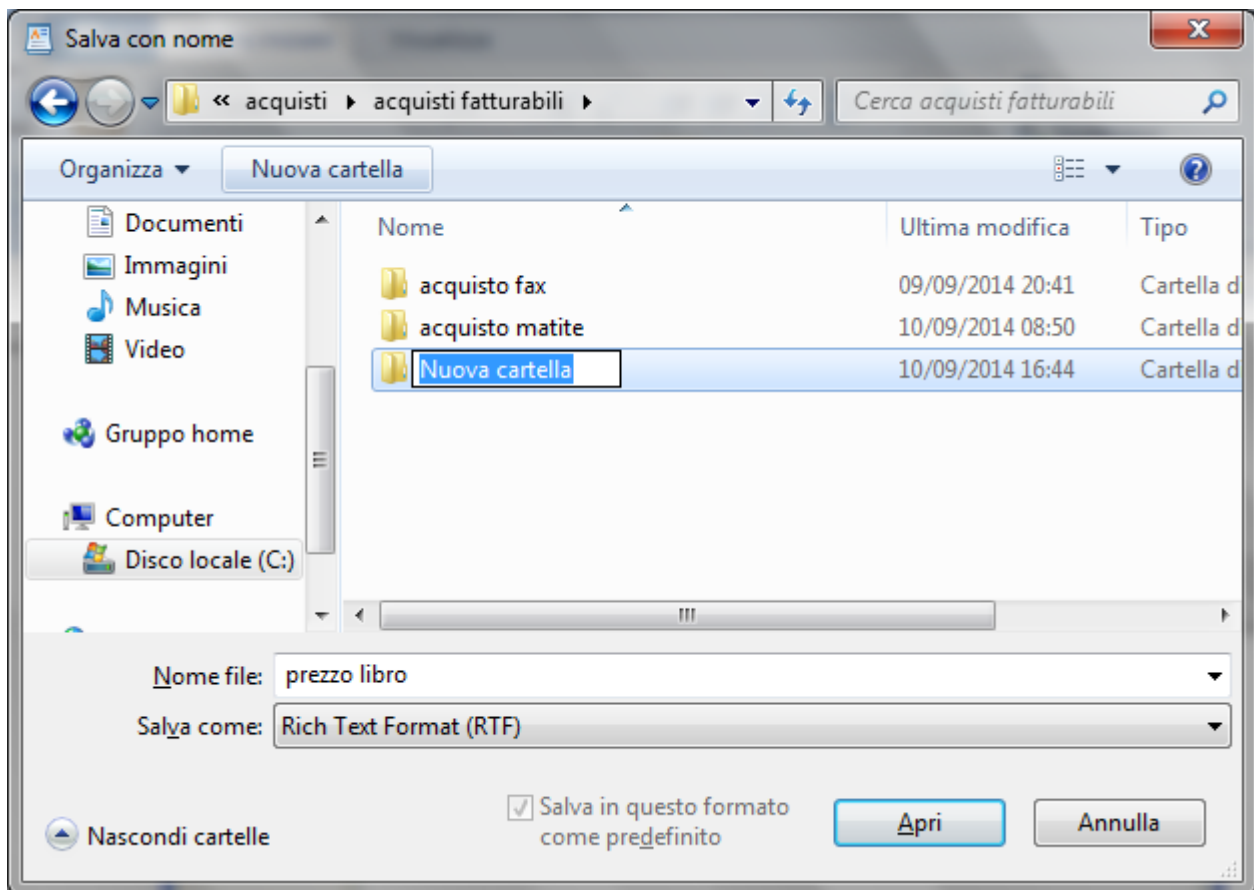 Salva con nome
« acquisti ▸ acquisti fatturabili ▸
Cerca acquisti fatturabili
Organizza
Nuova cartella
Documenti
Immagini
Musica
Video
Gruppo home
Computer
Disco locale (C:)
Nome Ultima modifica Tipo
acquisto fax 09/09/2014 20:41 Cartella d
acquisto matite 10/09/2014 08:50 Cartella d
Nuova cartella 10/09/2014 16:44 Cartella d
Nome file: prezzo libro
Salva come: Rich Text Format (RTF)
Nascondi cartelle
Salva in questo formato
come predefinito
Apri
Annulla